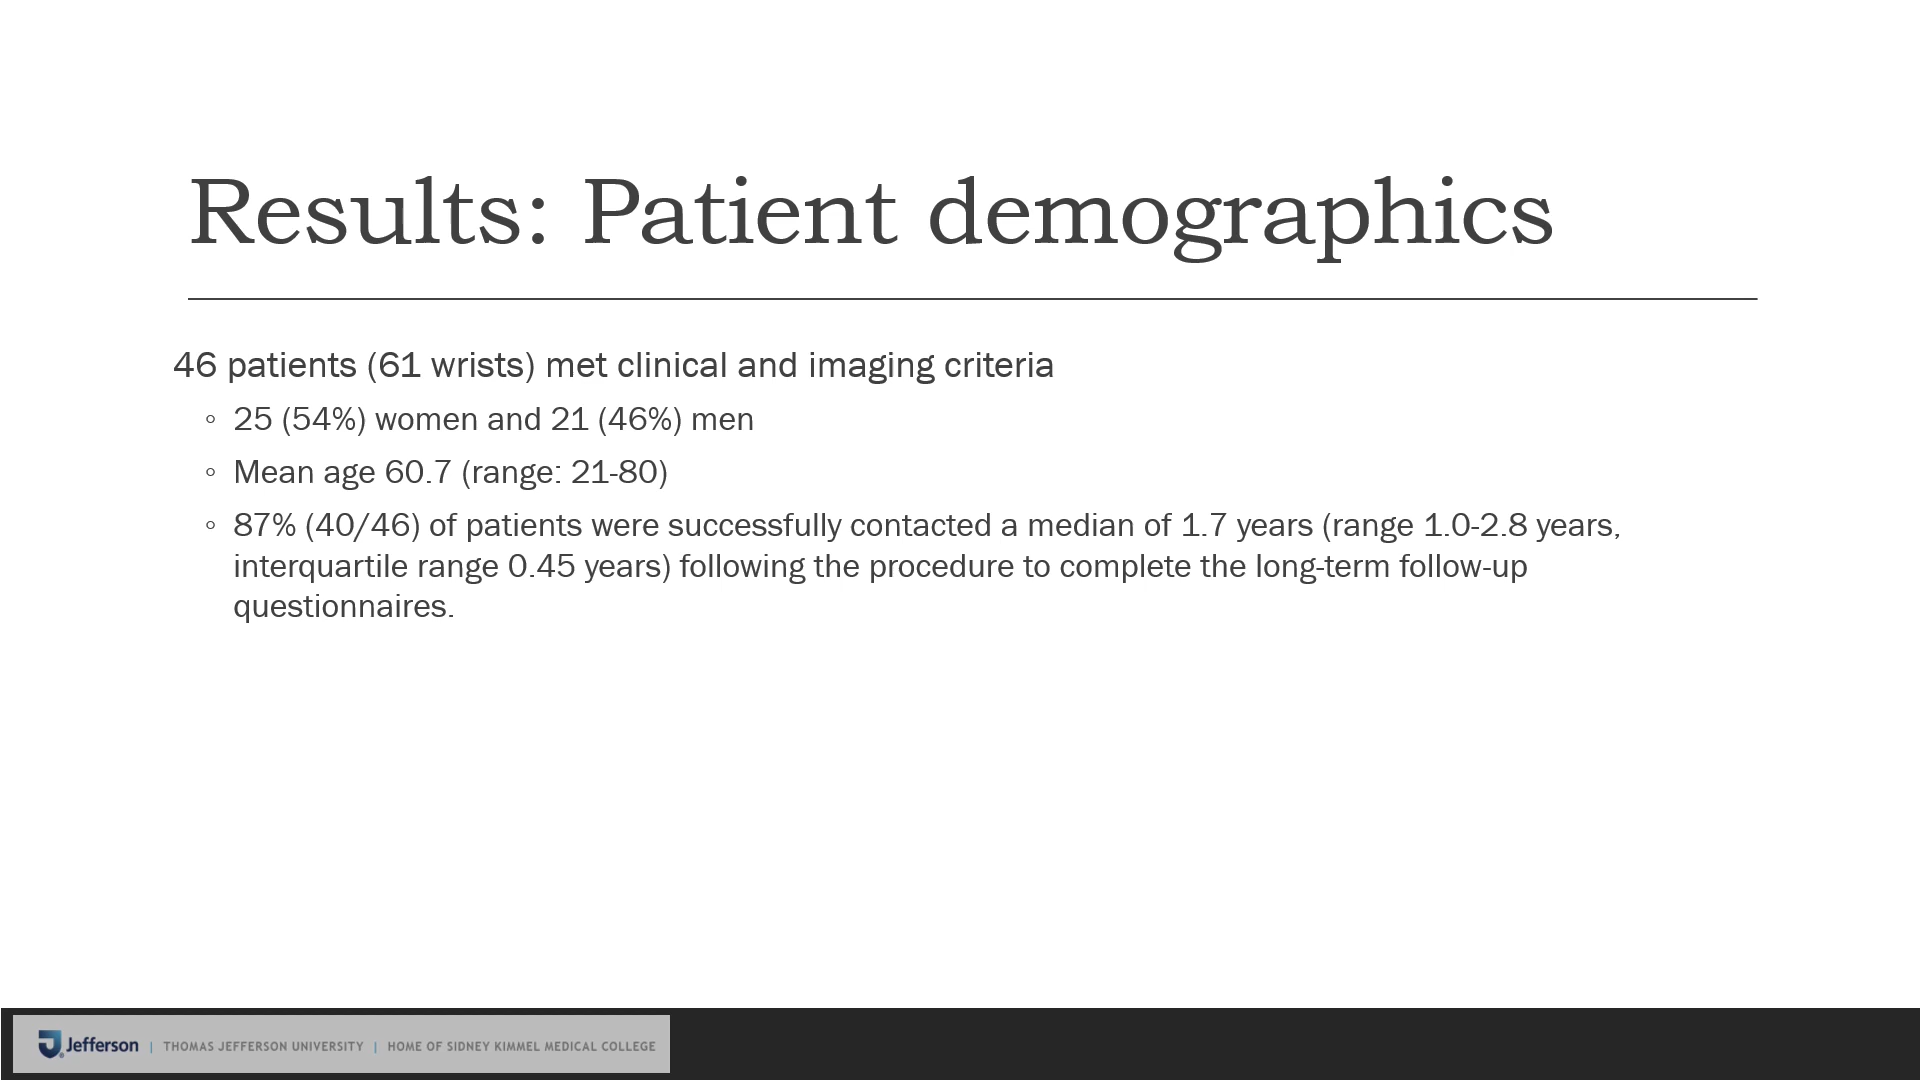 Results: Patient demographics
46 patients (61 wrists) met clinical and imaging criteria
◦ 25 (54%) women and 21 (46%) men
◦ Mean age 60.7 (range: 21-80)
◦ 87% (40/46) of patients were successfully contacted a median of 1.7 years (range 1.0-2.8 years,
interquartile range 0.45 years) following the procedure to complete the long-term follow-up
questionnaires.
Jefferson | THOMAS JEFFERSON UNIVERSITY | HOME OF SIDNEY KIMMEL MEDICAL COLLEGE